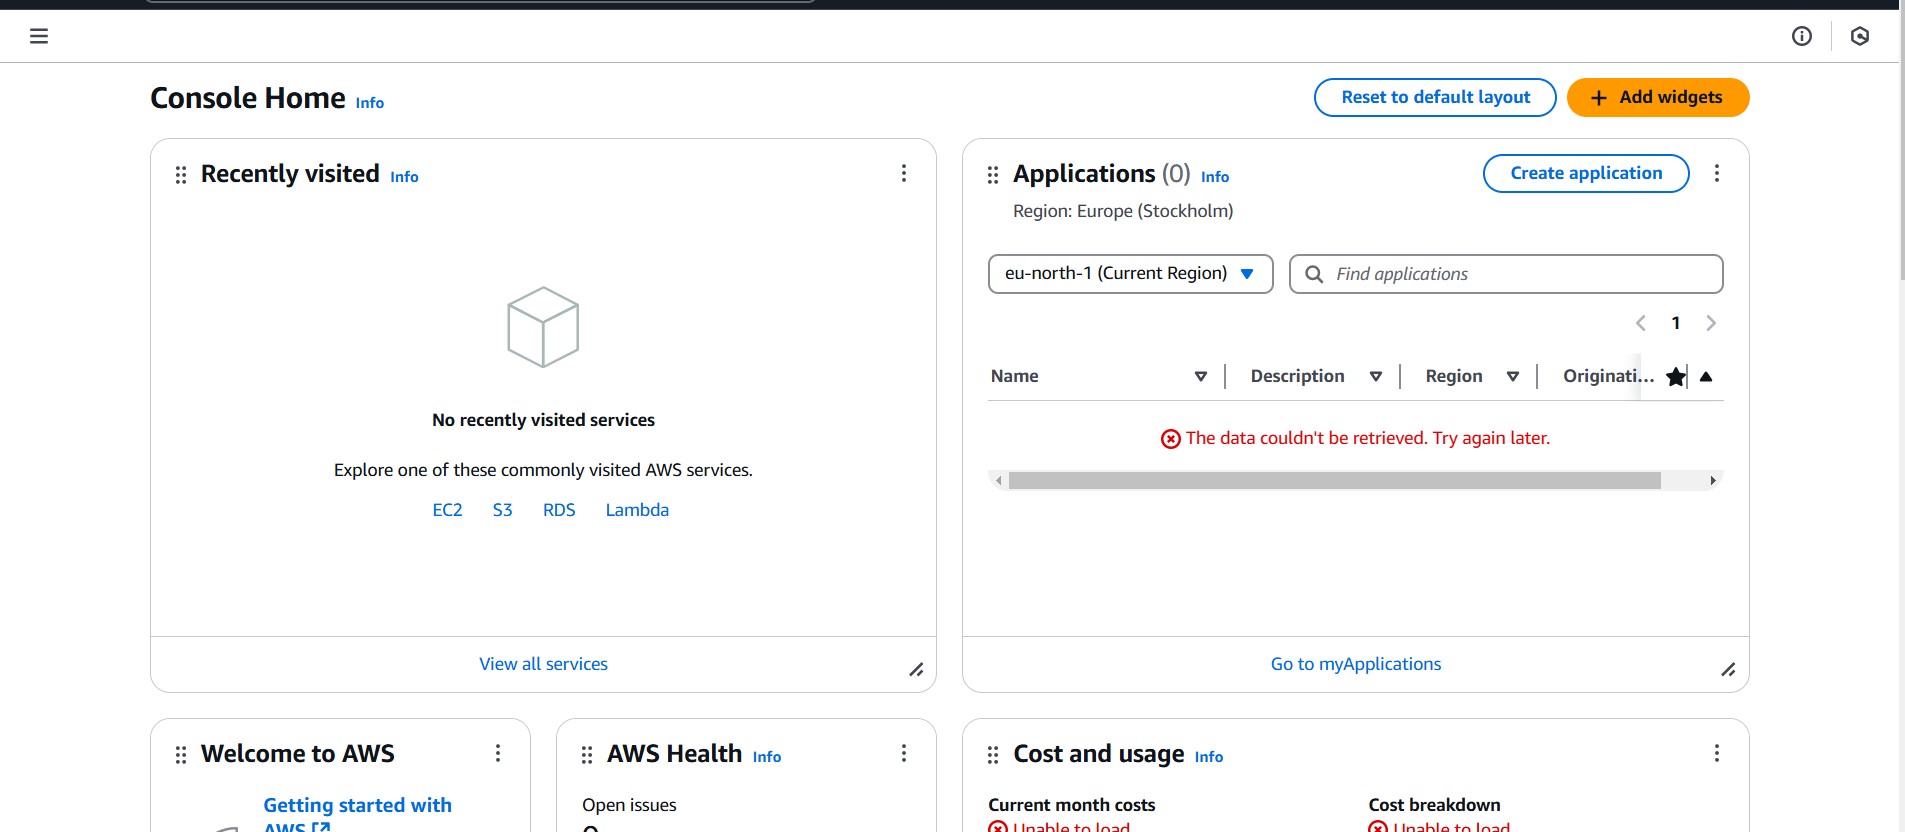 Console Home Info
Reset to default layout
Add widgets
Recently visited Info
No recently visited services
Explore one of these commonly visited AWS services.
EC2 S3 RDS Lambda
View all services
Applications (0) Info
Create application
Region: Europe (Stockholm)
eu-north-1 (Current Region)
Find applications
1
Name Description Region Originati...
The data couldn't be retrieved. Try again later.
Go to myApplications
Welcome to AWS
Getting started with
AWS
AWS Health Info
Open issues
Cost and usage Info
Current month costs
Unable to load
Cost breakdown
Unable to load